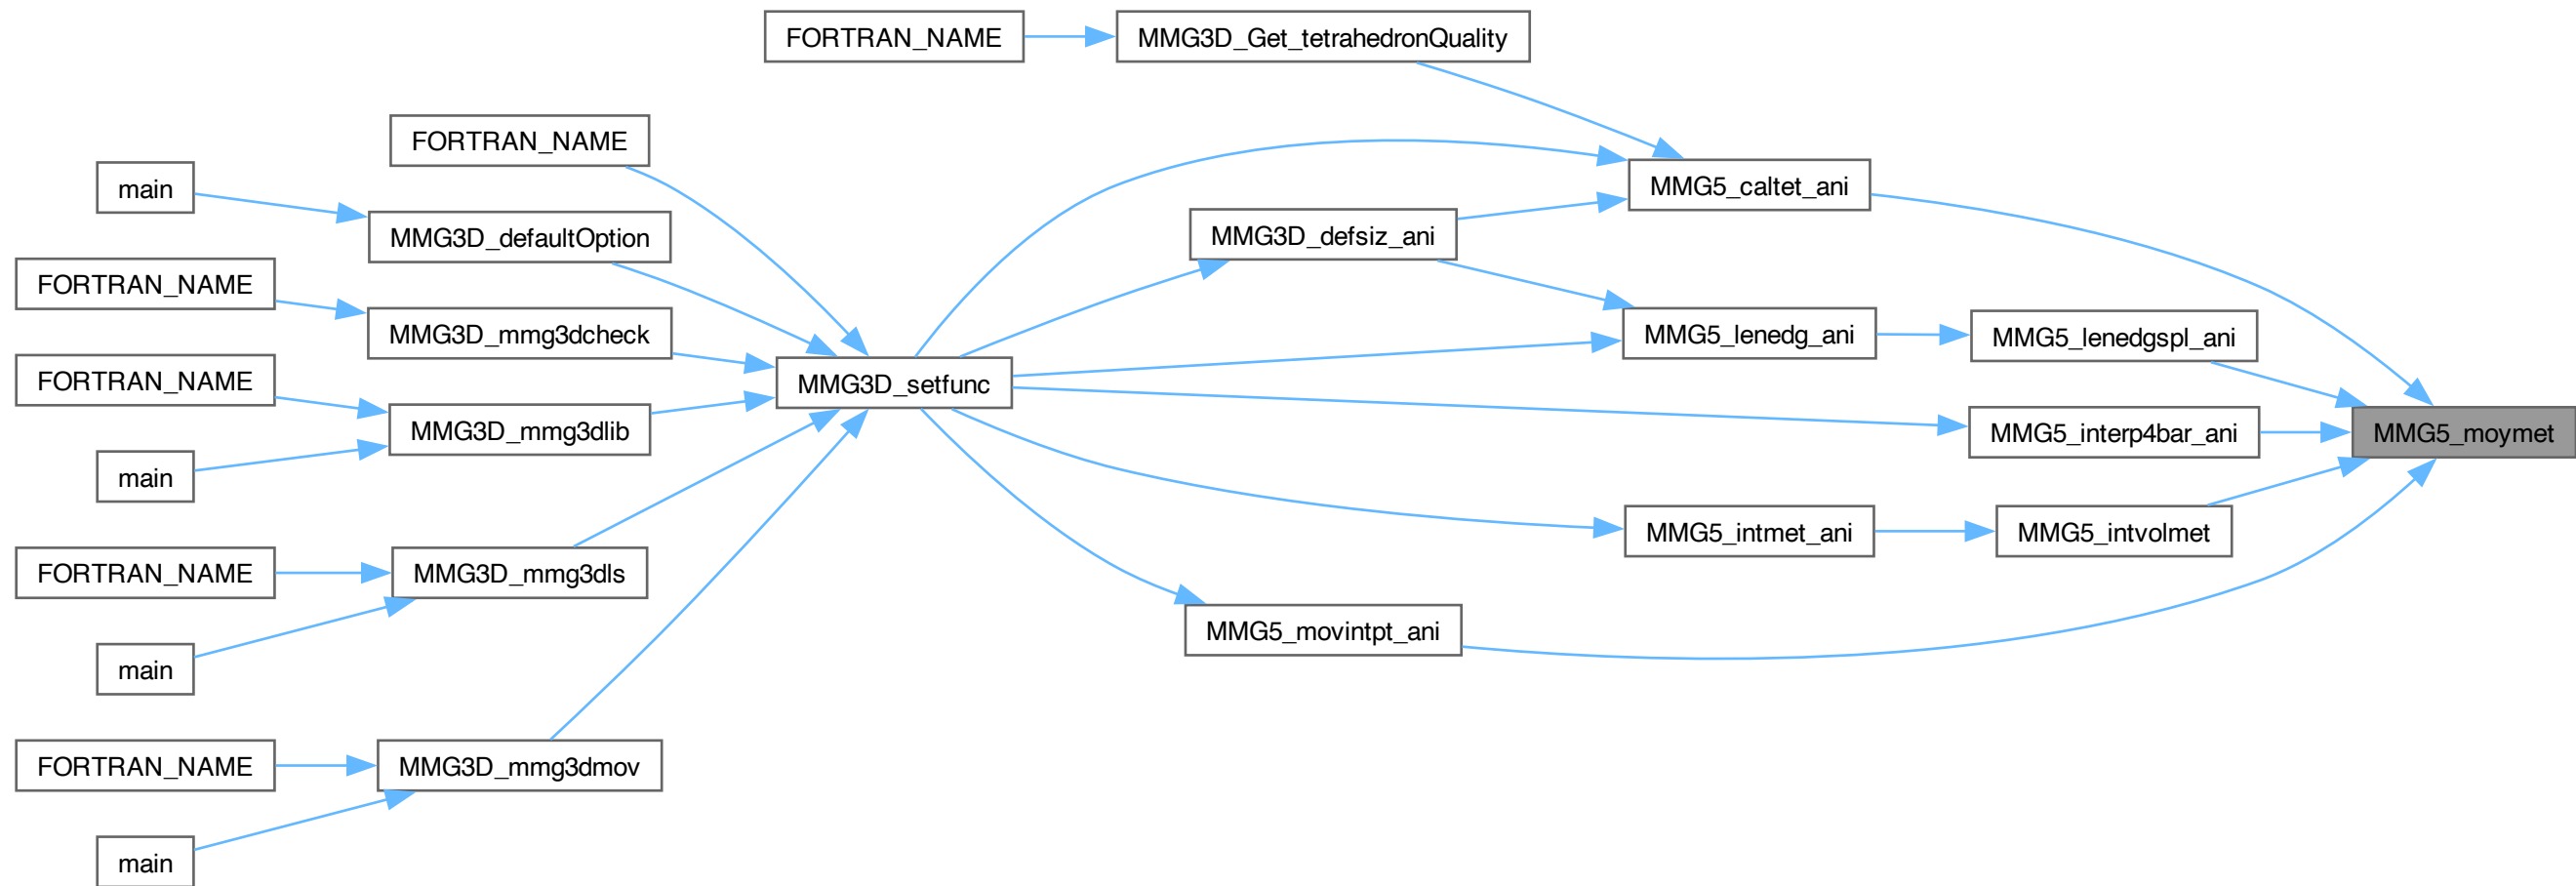 FORTRAN_NAME
MMG3D_Get_tetrahedronQuality
FORTRAN_NAME
main
MMG5_caltet_ani
MMG3D_defaultOption
MMG3D_defsiz_ani
FORTRAN_NAME
MMG3D_mmg3dcheck
MMG5_lenedg_ani
MMG5_lenedgspl_ani
FORTRAN_NAME
MMG3D_setfunc
MMG3D_mmg3dlib
MMG5_interp4bar_ani
MMG5_moymet
main
MMG5_intmet_ani
MMG5_intvolmet
FORTRAN_NAME
MMG3D_mmg3dls
MMG5_movintpt_ani
main
FORTRAN_NAME
MMG3D_mmg3dmov
main